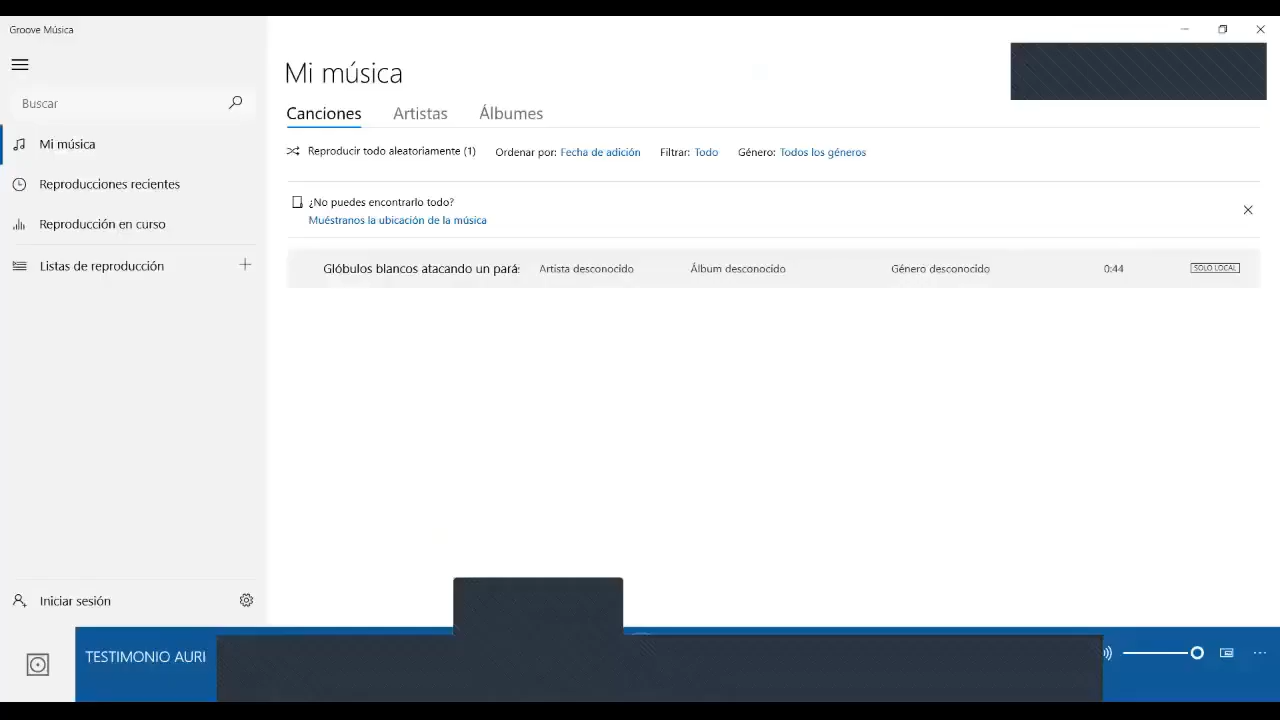 Groove Música
Buscar
Mi música
Reproducciones recientes
Reproducción en curso
Listas de reproducción
Iniciar sesión
Mi música
Canciones Artistas Álbumes
Reproducir todo aleatoriamente (1) Ordenar por: Fecha de adición Filtrar: Todo Género: Todos los géneros
¿No puedes encontrarlo todo?
Muéstranos la ubicación de la música
Glóbulos blancos atacando un pará Artista desconocido Álbum desconocido Género desconocido 0:44 SOLO LOCAL
TESTIMONIO AURI